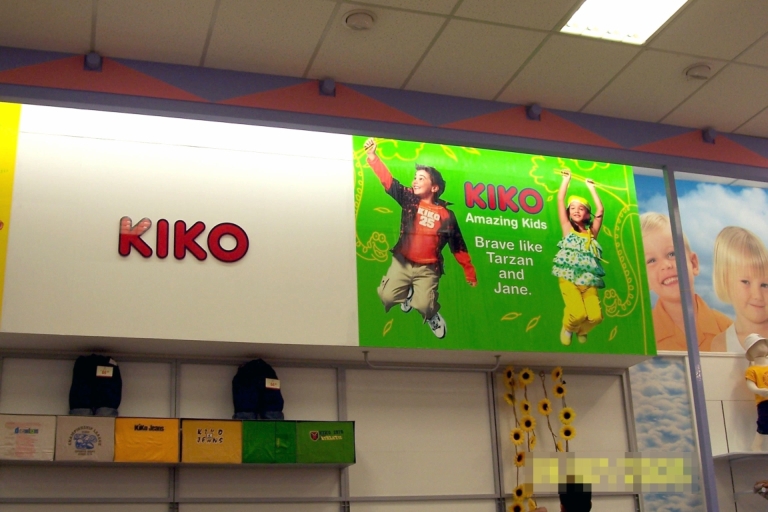 KIKO
KIKO
Amazing Kids
Brave like
Tarzan
and
Jane.
KIKO
25
Kiko Jeans
KIKO
JEANS